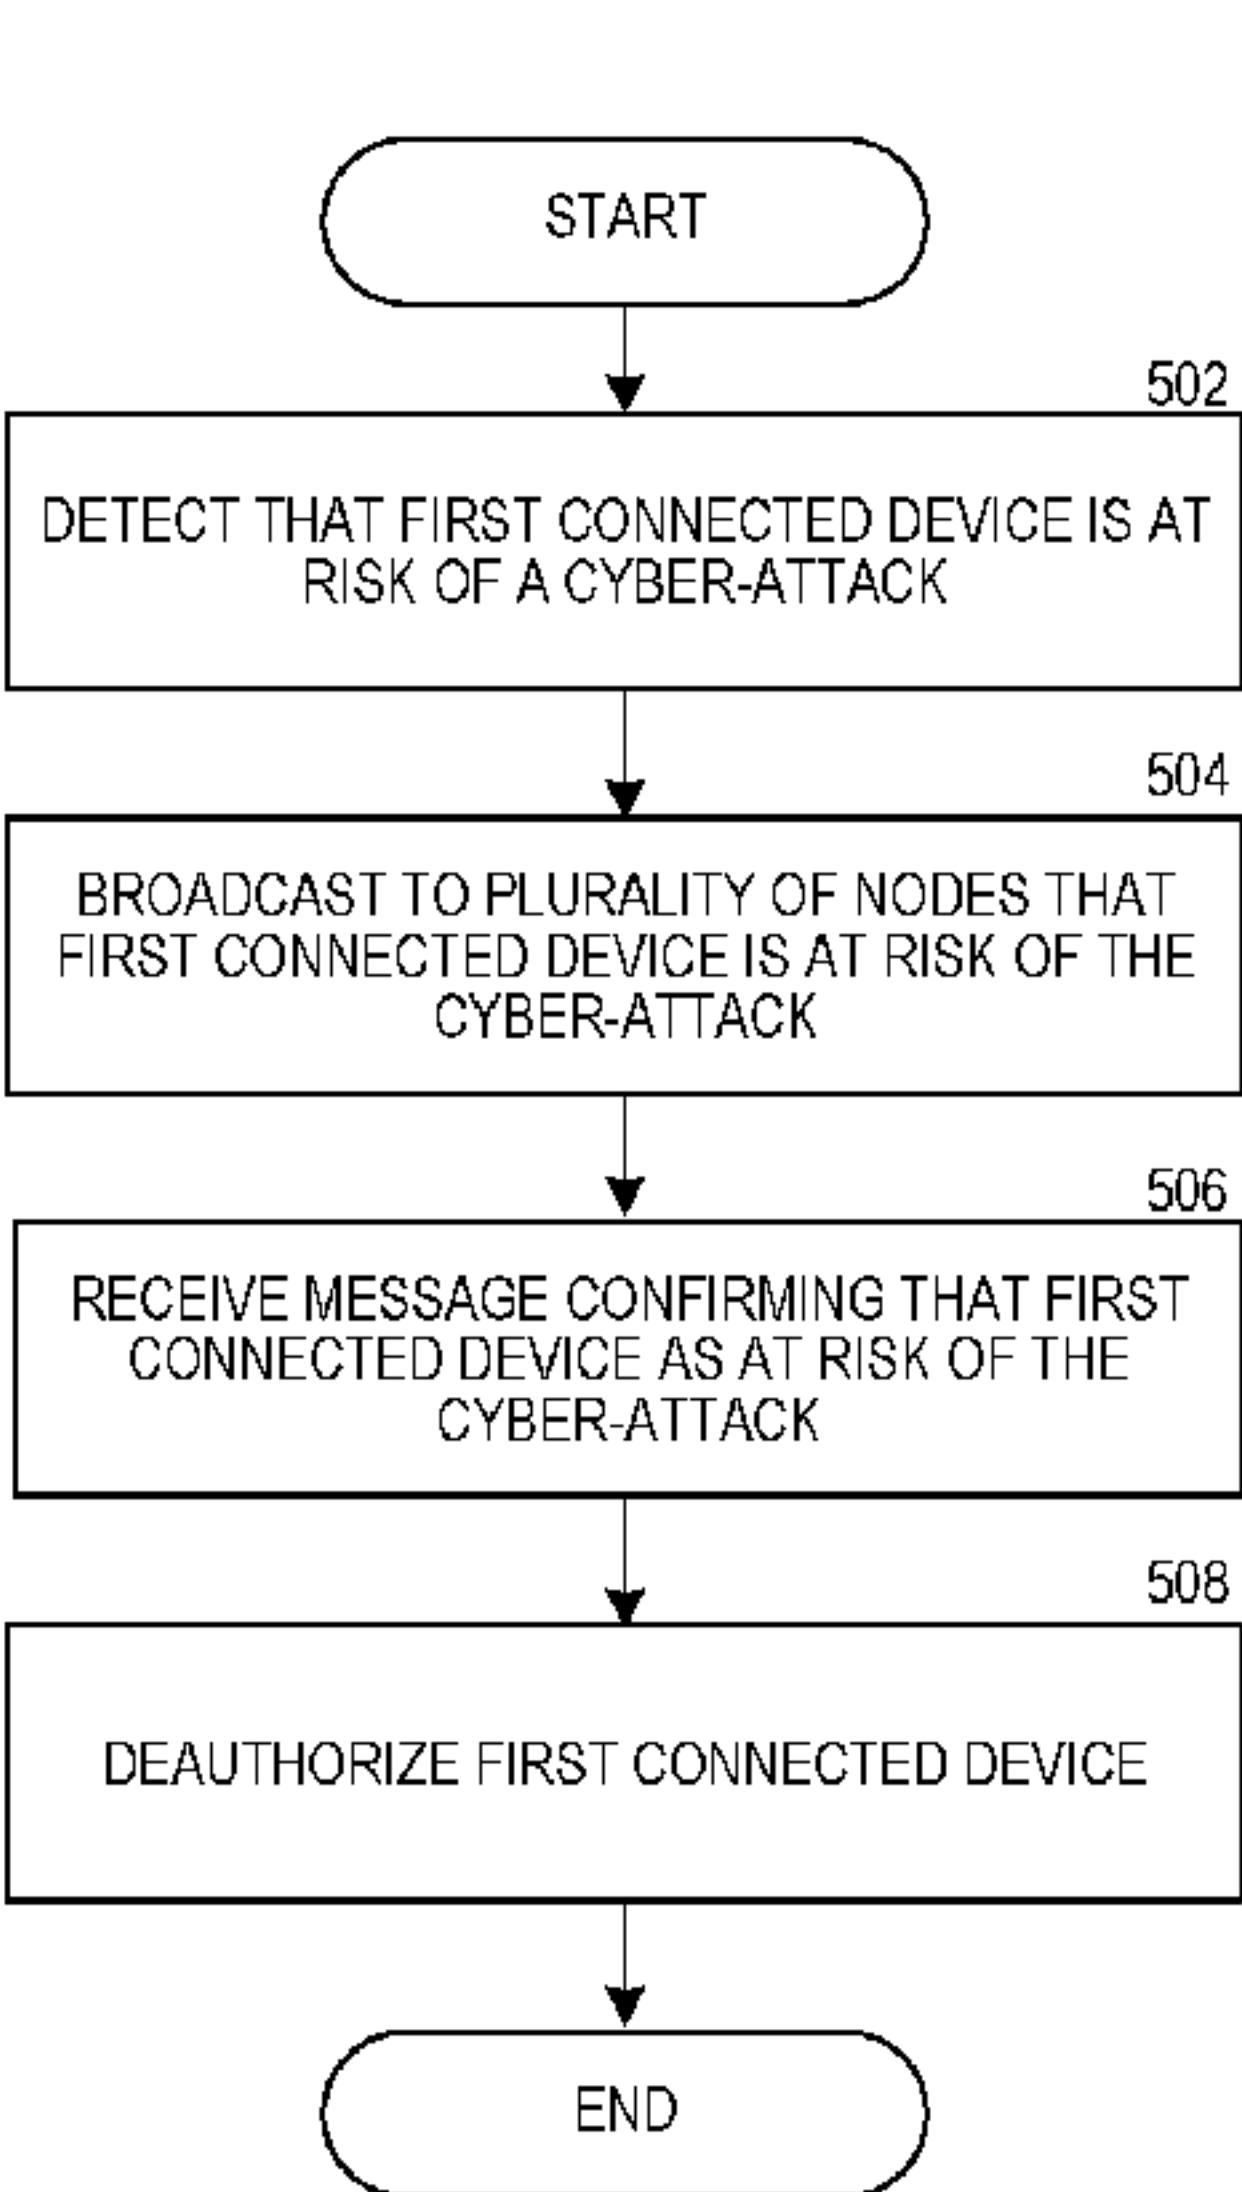 START
502
DETECT THAT FIRST CONNECTED DEVICE IS AT
RISK OF A CYBER-ATTACK
504
BROADCAST TO PLURALITY OF NODES THAT
FIRST CONNECTED DEVICE IS AT RISK OF THE
CYBER-ATTACK
506
RECEIVE MESSAGE CONFIRMING THAT FIRST
CONNECTED DEVICE AS AT RISK OF THE
CYBER-ATTACK
508
DEAUTHORIZE FIRST CONNECTED DEVICE
END